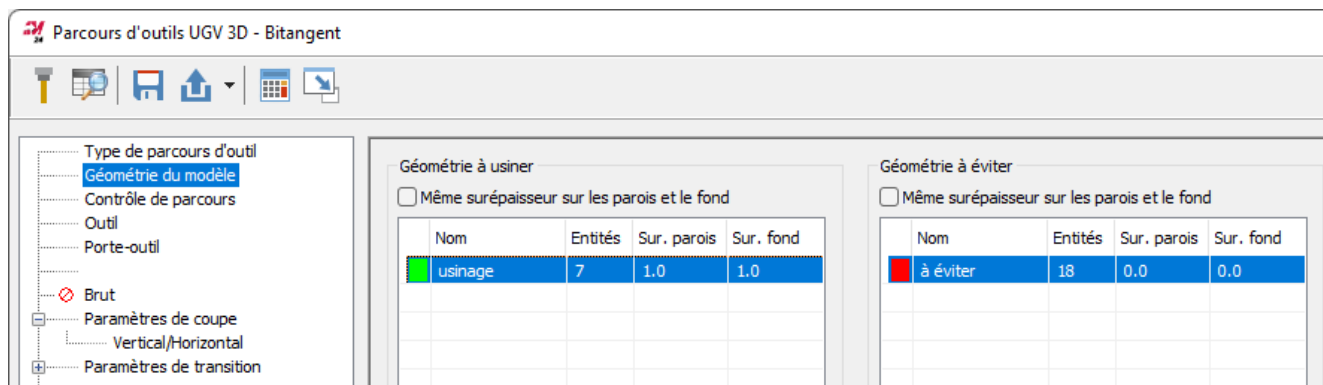 Parcours d'outils UGV 3D - Bitangent
Type de parcours d'outil
Géométrie du modèle
Contrôle de parcours
Outil
Porte-outil
Brut
Paramètres de coupe
Vertical/Horizontal
Paramètres de transition
Géométrie à usiner
Même surépaisseur sur les parois et le fond
Nom Entités Sur. parois Sur. fond
usinage 7 1.0 1.0
Géométrie à éviter
Même surépaisseur sur les parois et le fond
Nom Entités Sur. parois Sur. fond
à éviter 18 0.0 0.0